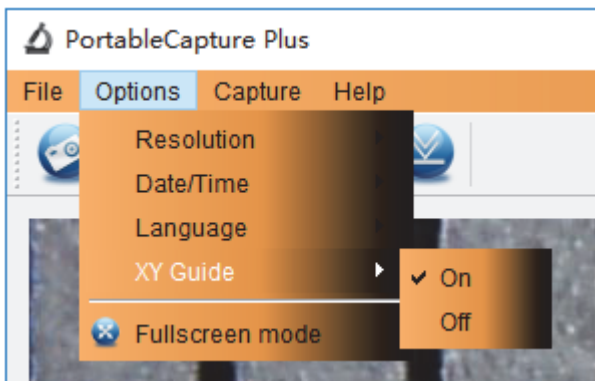 PortableCapture Plus
File Options Capture Help
Resolution
Date/Time
Language
XY Guide
On
Off
Fullscreen mode